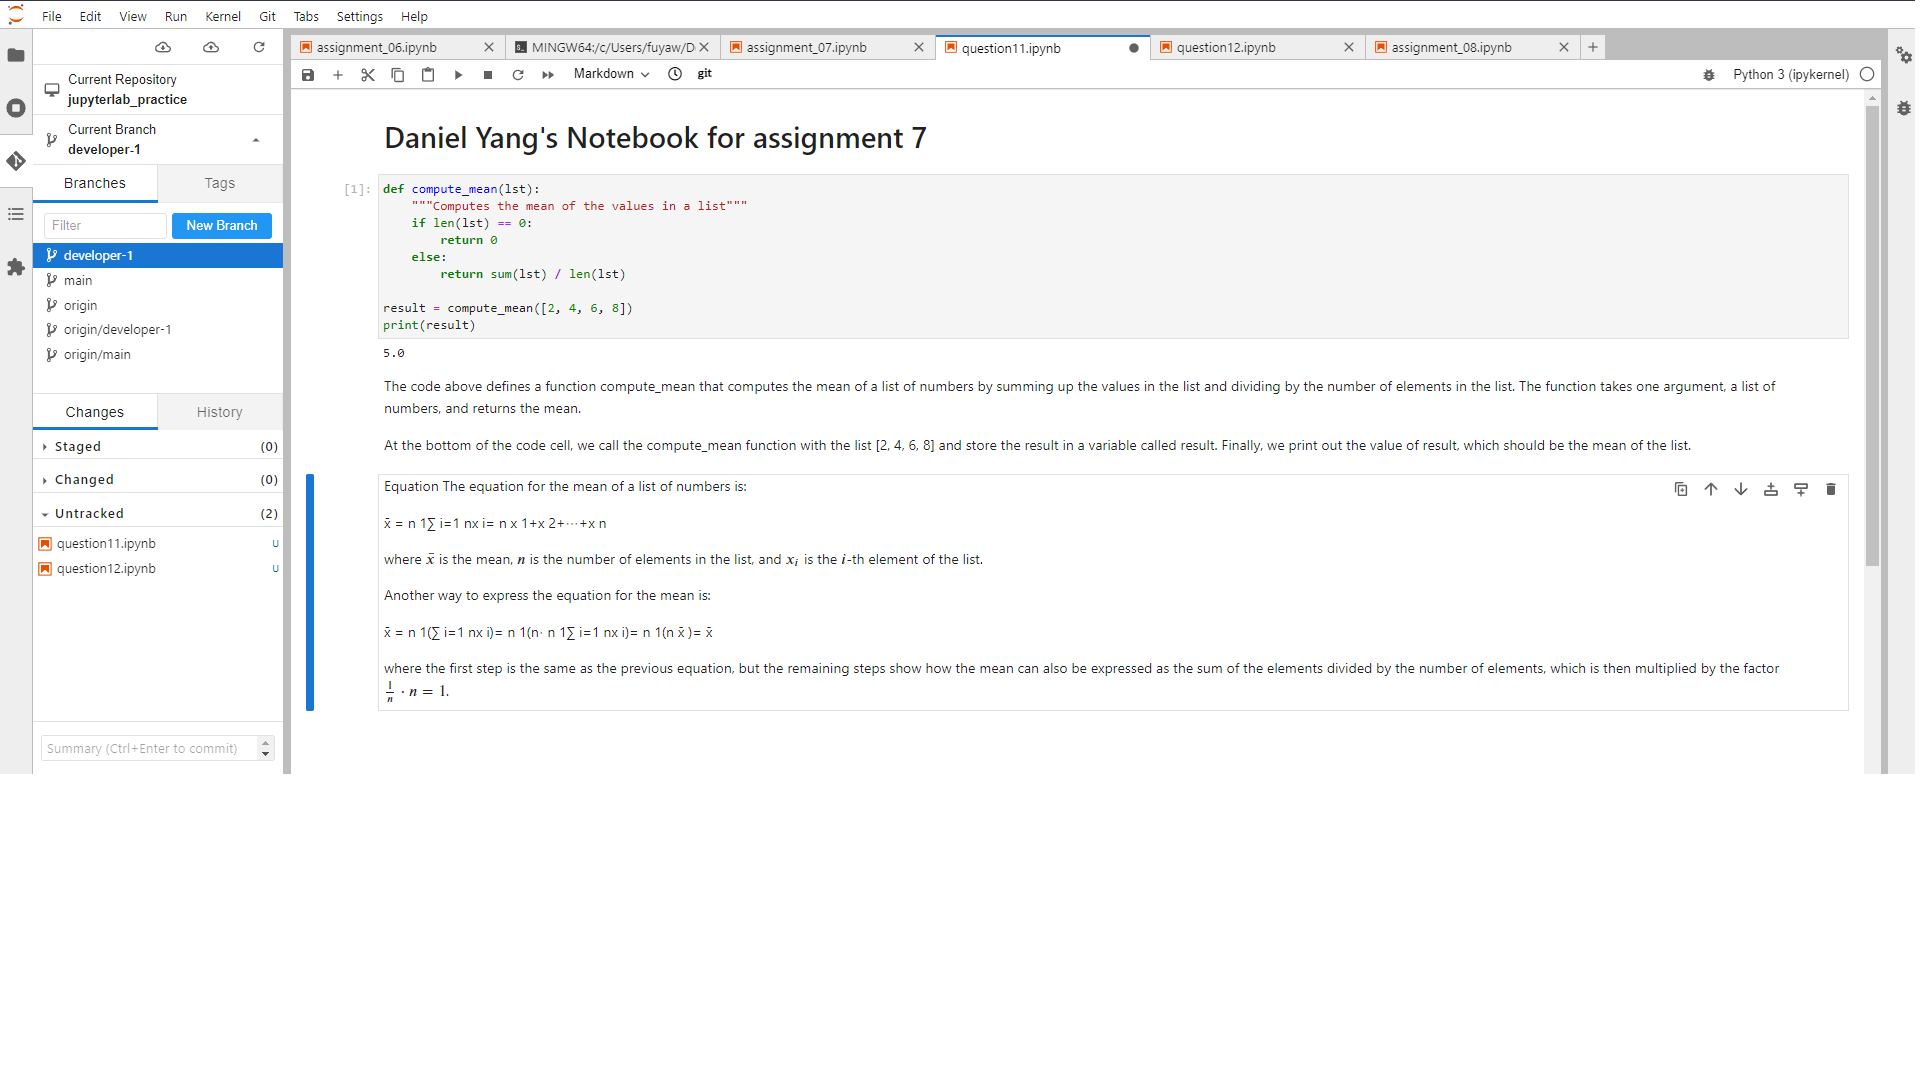 File Edit View Run Kernel Git Tabs Settings Help
assignment_06.ipynb
MINGW64:/c/Users/fuyaw/D
assignment_07.ipynb
question11.ipynb
question12.ipynb
assignment_08.ipynb
Markdown
git
Python 3 (ipykernel)
Current Repository
jupyterlab_practice
Current Branch
developer-1
Branches
Tags
Filter
New Branch
developer-1
main
origin
origin/developer-1
origin/main
Changes
History
Staged (0)
Changed (0)
Untracked (2)
question11.ipynb U
question12.ipynb U
Summary (Ctrl+Enter to commit)
Daniel Yang's Notebook for assignment 7
[1]: def compute_mean(lst):
"""Computes the mean of the values in a list"""
if len(lst) == 0:
return 0
else:
return sum(lst) / len(lst)
result = compute_mean([2, 4, 6, 8])
print(result)
5.0
The code above defines a function compute_mean that computes the mean of a list of numbers by summing up the values in the list and dividing by the number of elements in the list. The function takes one argument, a list of
numbers, and returns the mean.
At the bottom of the code cell, we call the compute_mean function with the list [2, 4, 6, 8] and store the result in a variable called result. Finally, we print out the value of result, which should be the mean of the list.
Equation The equation for the mean of a list of numbers is:
x̄ = n 1∑ i=1 nx i= n x 1+x 2+⋯+x n
where x̄ is the mean, n is the number of elements in the list, and xᵢ is the i-th element of the list.
Another way to express the equation for the mean is:
x̄ = n 1(∑ i=1 nx i)= n 1(n· n 1∑ i=1 nx i)= n 1(n x̄ )= x̄
where the first step is the same as the previous equation, but the remaining steps show how the mean can also be expressed as the sum of the elements divided by the number of elements, which is then multiplied by the factor
1/n · n = 1.